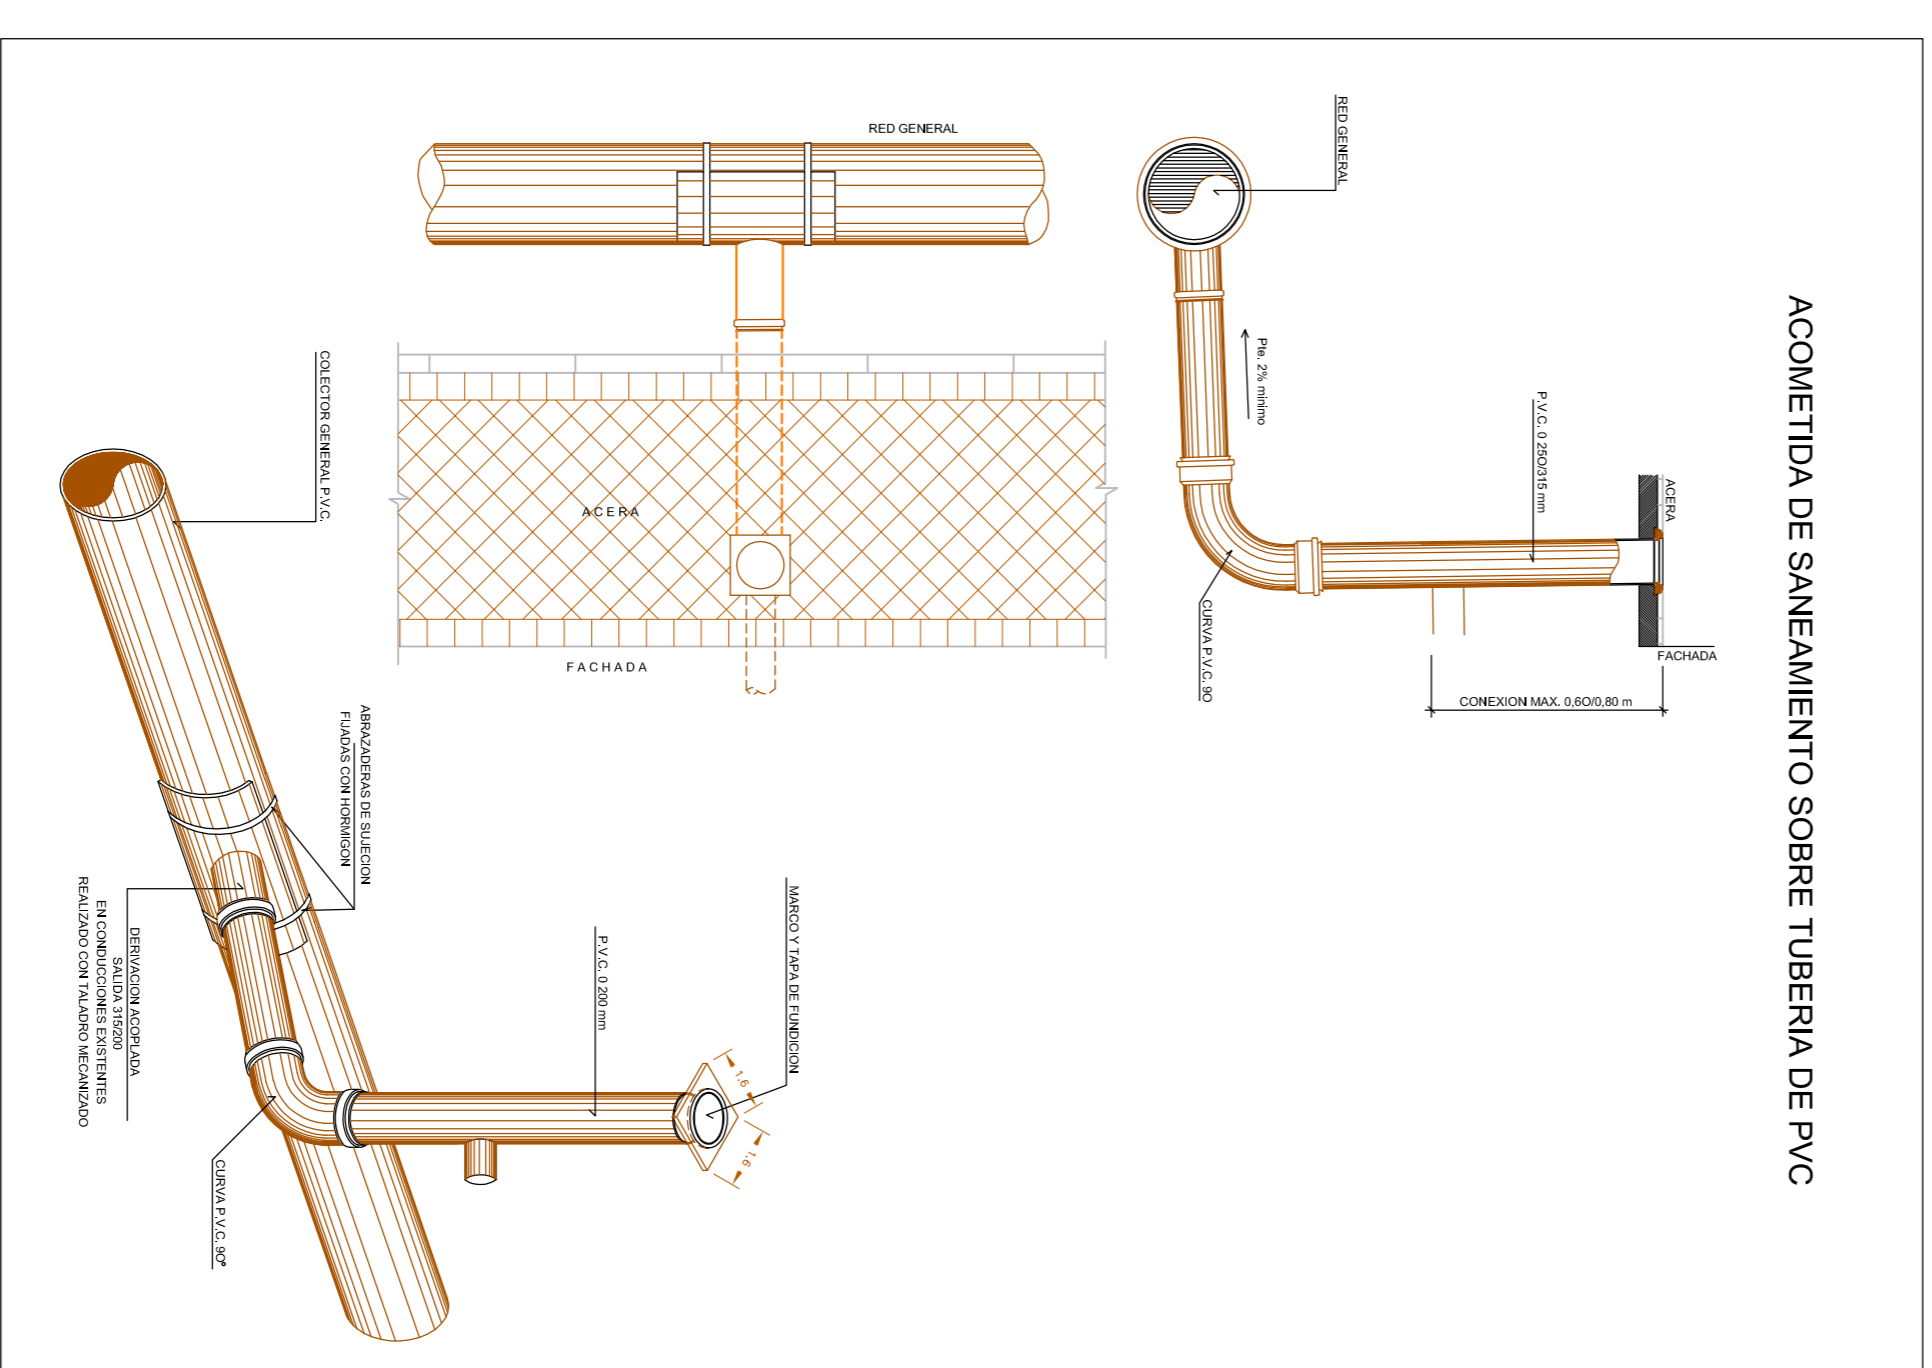 ACOMETIDA DE SANEAMIENTO SOBRE TUBERIA DE PVC
RED GENERAL
Pte. 2% minimo
P.V.C. 0 250/315 mm
ACERA
CURVA P.V.C. 90
FACHADA
CONEXION MAX. 0,60/0,80 m
RED GENERAL
ACERA
FACHADA
COLECTOR GENERAL P.V.C.
ABRAZADERAS DE SUJECION
FIJADAS CON HORMIGON
DERIVACION ACOPLADA
SALIDA 315/200
EN CONDUCCIONES EXISTENTES
REALIZADO CON TALADRO MECANIZADO
CURVA P.V.C. 90º
P.V.C. 0 200 mm
MARCO Y TAPA DE FUNDICION
1.6
1.6